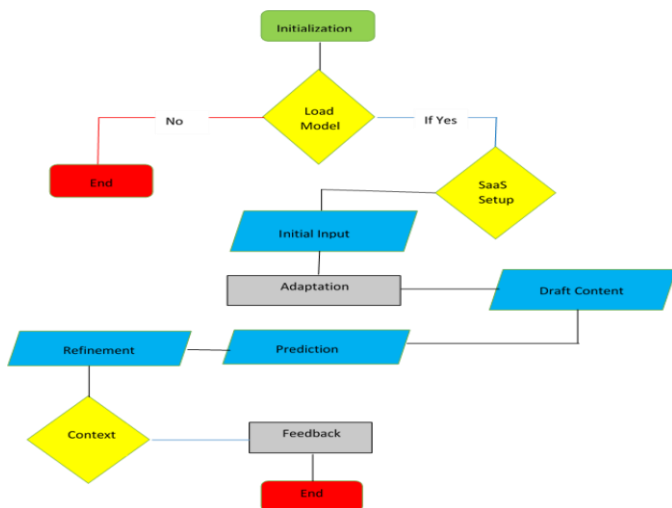 Initialization
Load
Model
No
If Yes
End
SaaS
Setup
Initial Input
Adaptation
Draft Content
Refinement
Prediction
Context
Feedback
End